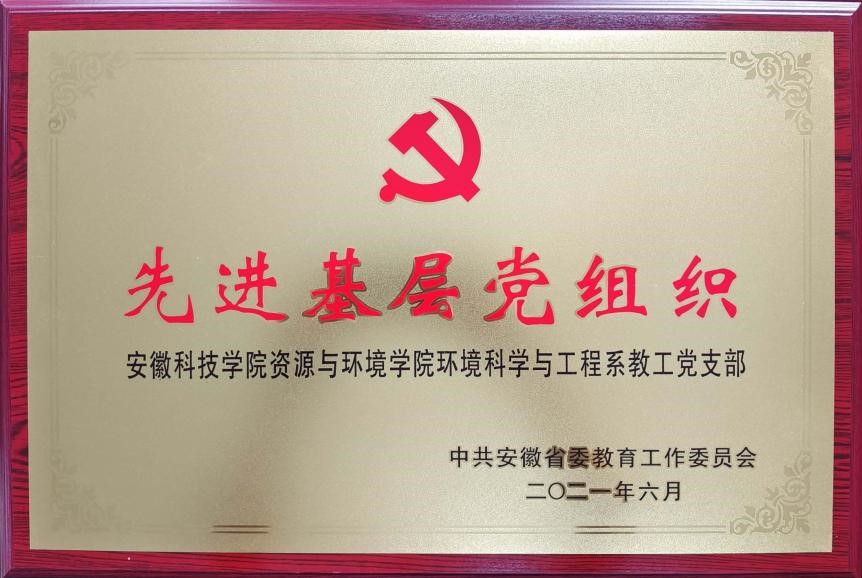 先进基层党组织
安徽科技学院资源与环境学院环境科学与工程系教工党支部
中共安徽省委教育工作委员会
二〇二一年六月